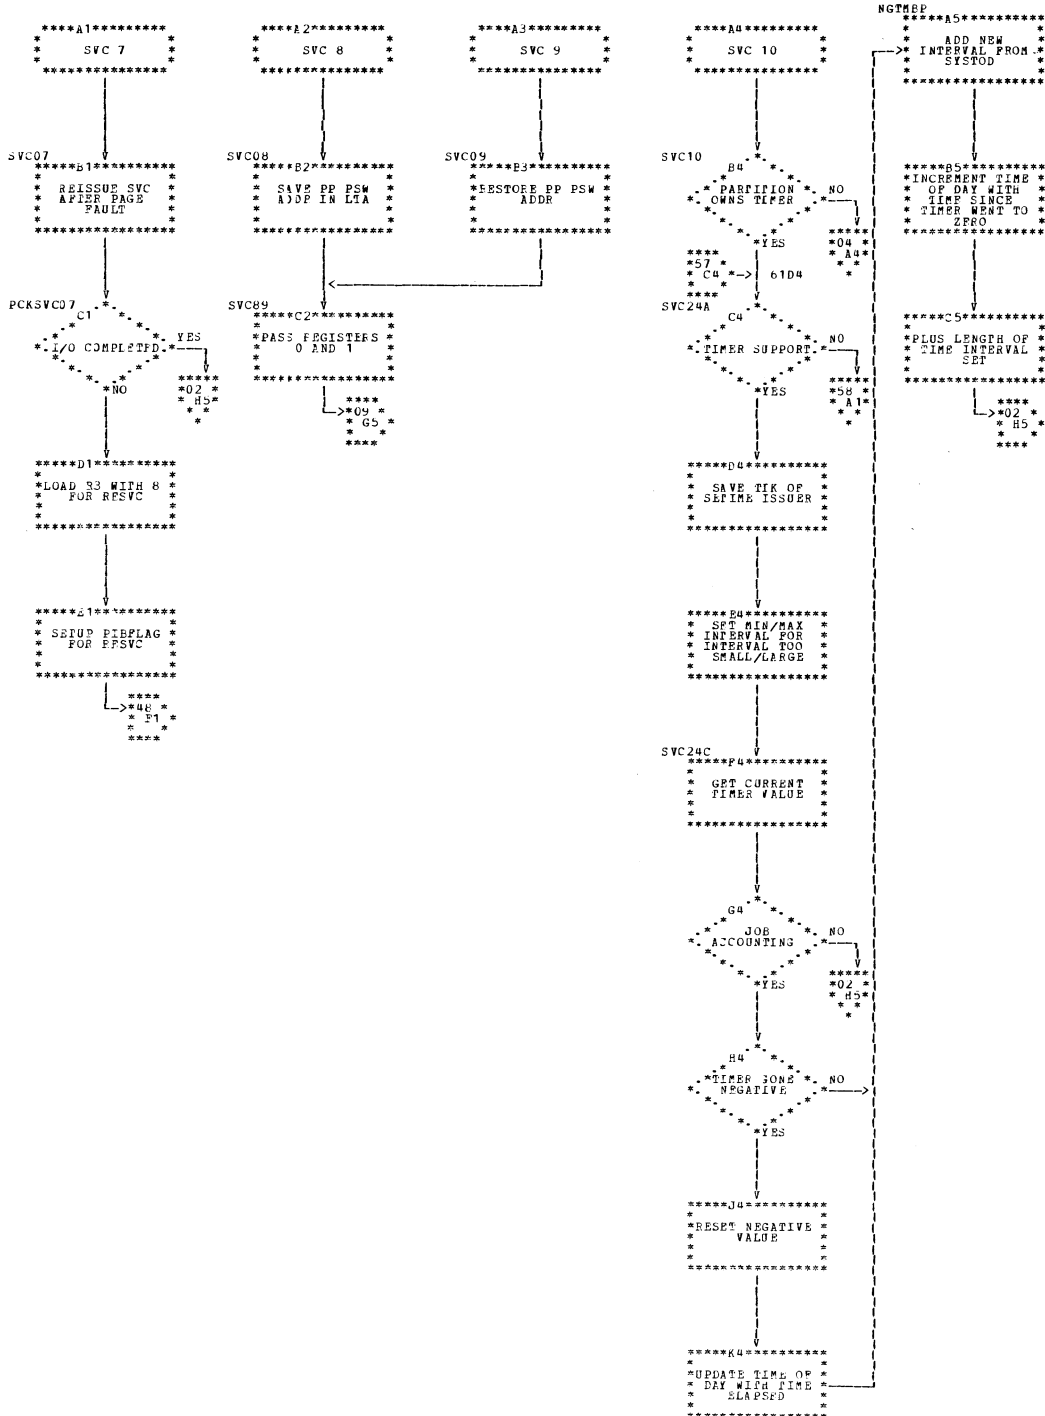 NGTMBP
A1
SVC 7
A2
SVC 8
A3
SVC 9
A4
SVC 10
A5
ADD NEW
INTERVAL FROM
SYSTOD
SVC07
B1
REISSUE SVC
AFTER PAGE
FAULT
SVC08
B2
SAVE PP PSW
ADDR IN LTA
SVC09
B3
RESTORE PP PSW
ADDR
SVC10
B4
PARTITION
OWNS TIMER
NO
YES
04
A4
B5
INCREMENT TIME
OF DAY WITH
TIME SINCE
TIMER WENT TO
ZERO
57
C4
61D4
PCKSVC07
C1
I/O COMPLETED
YES
NO
02
H5
SVC89
C2
PASS REGISTERS
0 AND 1
09
G5
SVC24A
C4
TIMER SUPPORT
NO
YES
58
A1
C5
PLUS LENGTH OF
TIME INTERVAL
SET
02
H5
D1
LOAD R3 WITH 8
FOR RESVC
D4
SAVE TIK OF
SETIME ISSUER
E1
SETUP PIBFLAG
FOR RESVC
48
F1
E4
SET MIN/MAX
INTERVAL FOR
INTERVAL TOO
SMALL/LARGE
SVC24C
F4
GET CURRENT
TIMER VALUE
G4
JOB
ACCOUNTING
NO
YES
02
H5
H4
TIMER GONE
NEGATIVE
NO
YES
J4
RESET NEGATIVE
VALUE
K4
UPDATE TIME OF
DAY WITH TIME
ELAPSED